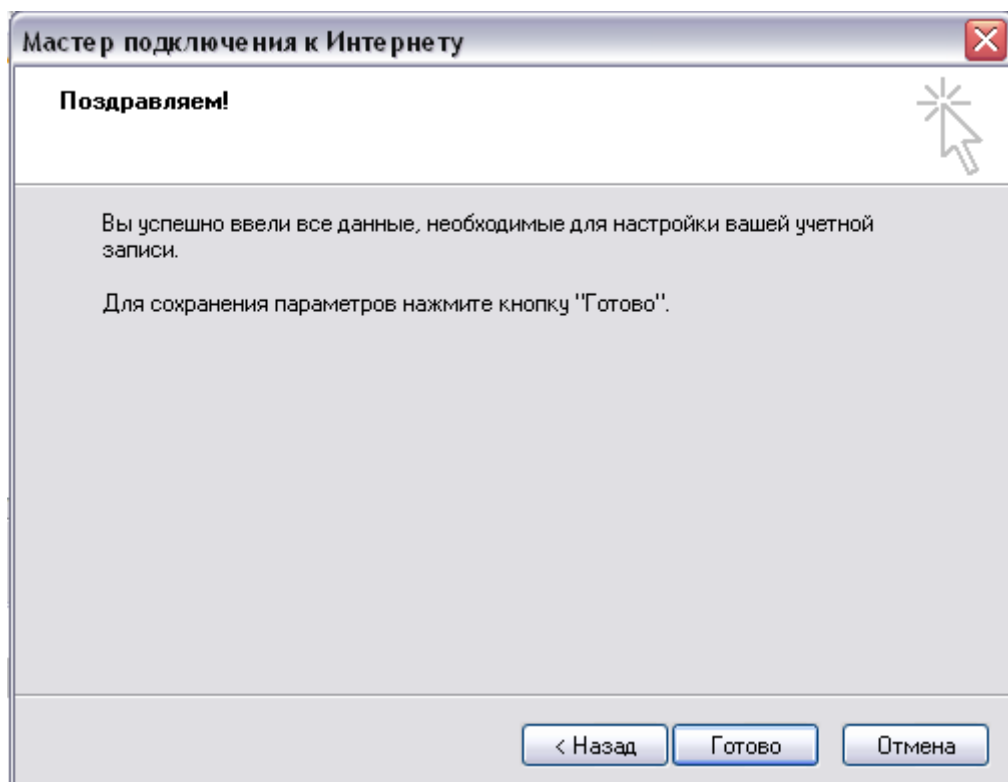 Мастер подключения к Интернету
Поздравляем!
Вы успешно ввели все данные, необходимые для настройки вашей учетной
записи.
Для сохранения параметров нажмите кнопку "Готово".
< Назад
Готово
Отмена